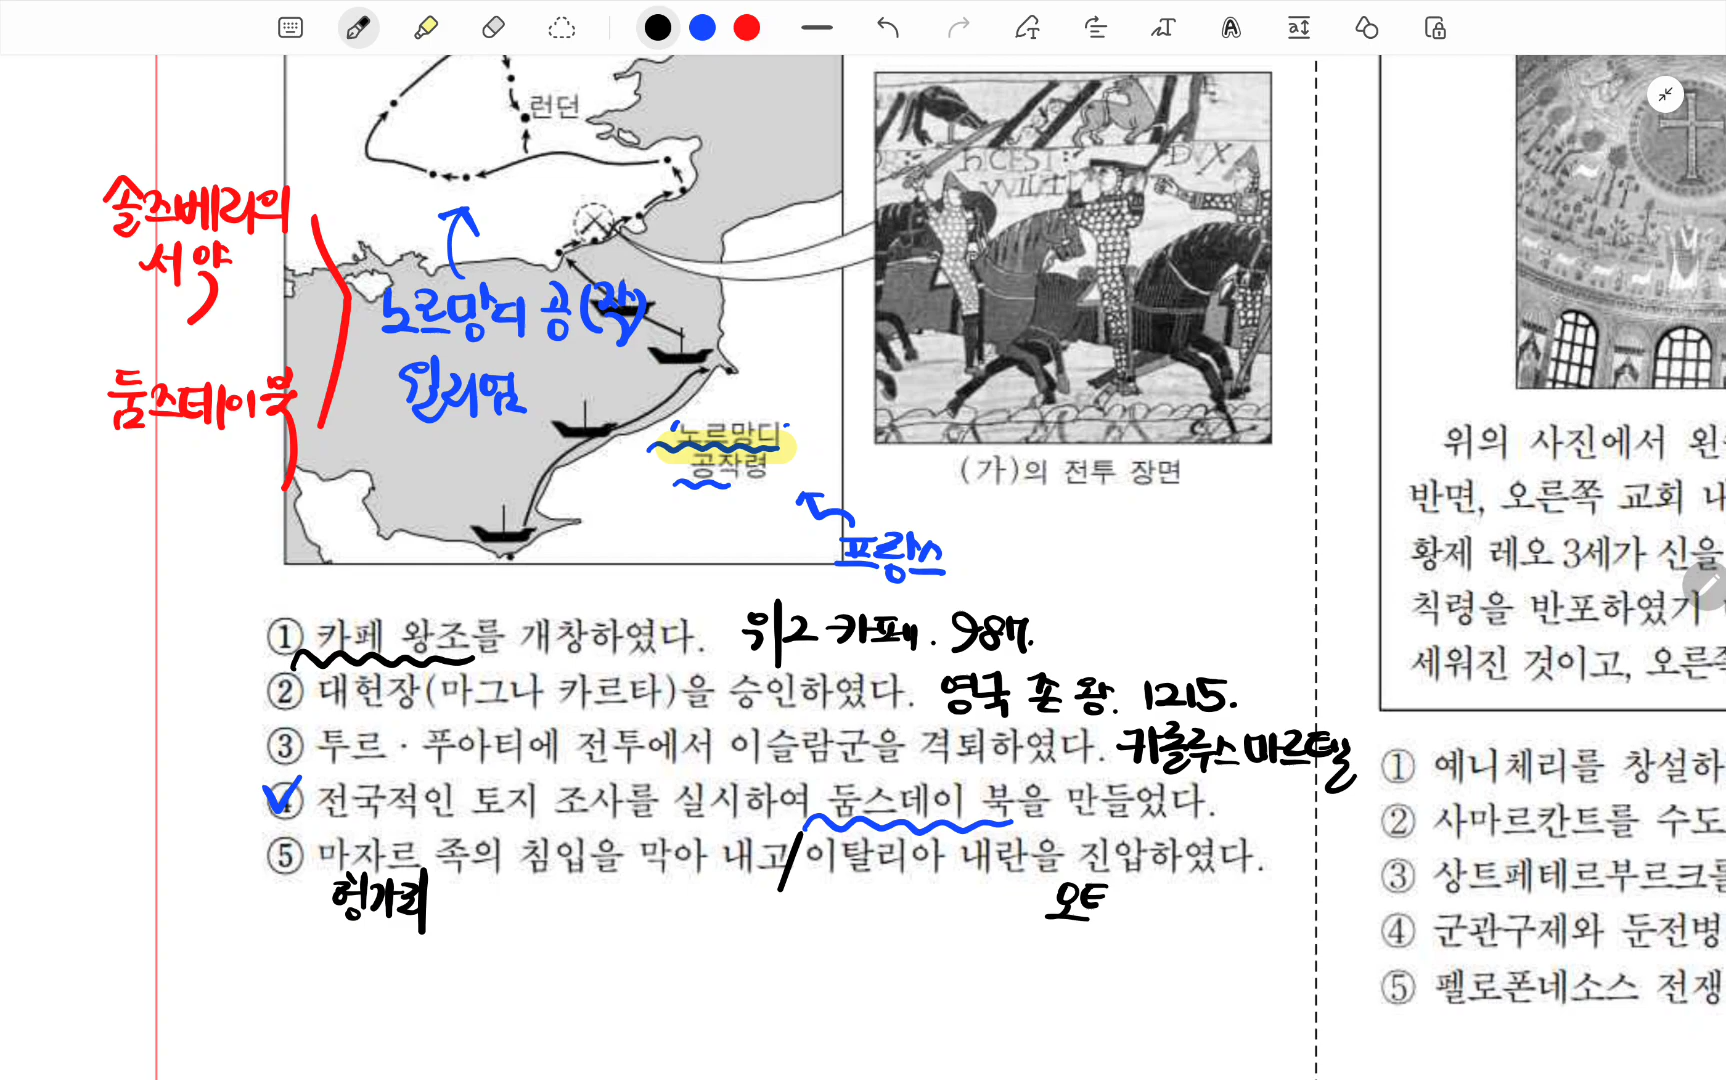 런던
솔즈베리의
서약
노르망디 공(작)
윌리엄
둠즈데이 북
노르망디
공작령
프랑스
HIC EST:
WILEL
DVX
(가)의 전투 장면
① 카페 왕조를 개창하였다.
위그 카페. 987.
② 대헌장(마그나 카르타)을 승인하였다.
영국 존 왕. 1215.
③ 투르 · 푸아티에 전투에서 이슬람군을 격퇴하였다.
카롤루스 마르텔
④ 전국적인 토지 조사를 실시하여 둠스데이 북을 만들었다.
⑤ 마자르 족의 침입을 막아 내고 이탈리아 내란을 진압하였다.
헝가리
오토
위의 사진에서 왼
반면, 오른쪽 교회 내
황제 레오 3세가 신을
칙령을 반포하였기
세워진 것이고, 오른쪽
① 예니체리를 창설하
② 사마르칸트를 수도
③ 상트페테르부르크를
④ 군관구제와 둔전병
⑤ 펠로폰네소스 전쟁